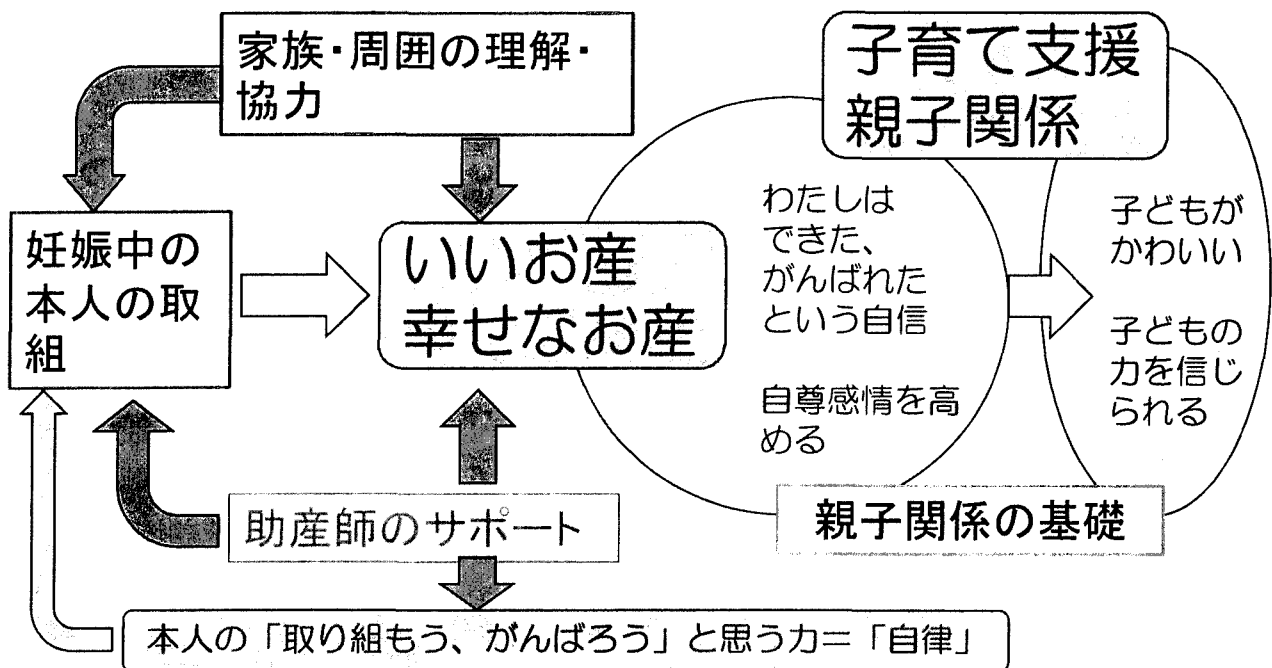 家族・周囲の理解・
協力
子育て支援
親子関係
妊娠中の
本人の取
組
いいお産
幸せなお産
わたしは
できた、
がんばれた
という自信
自尊感情を高
める
子どもが
かわいい
子どもの
力を信じ
られる
助産師のサポート
親子関係の基礎
本人の「取り組もう、がんばろう」と思う力＝「自律」